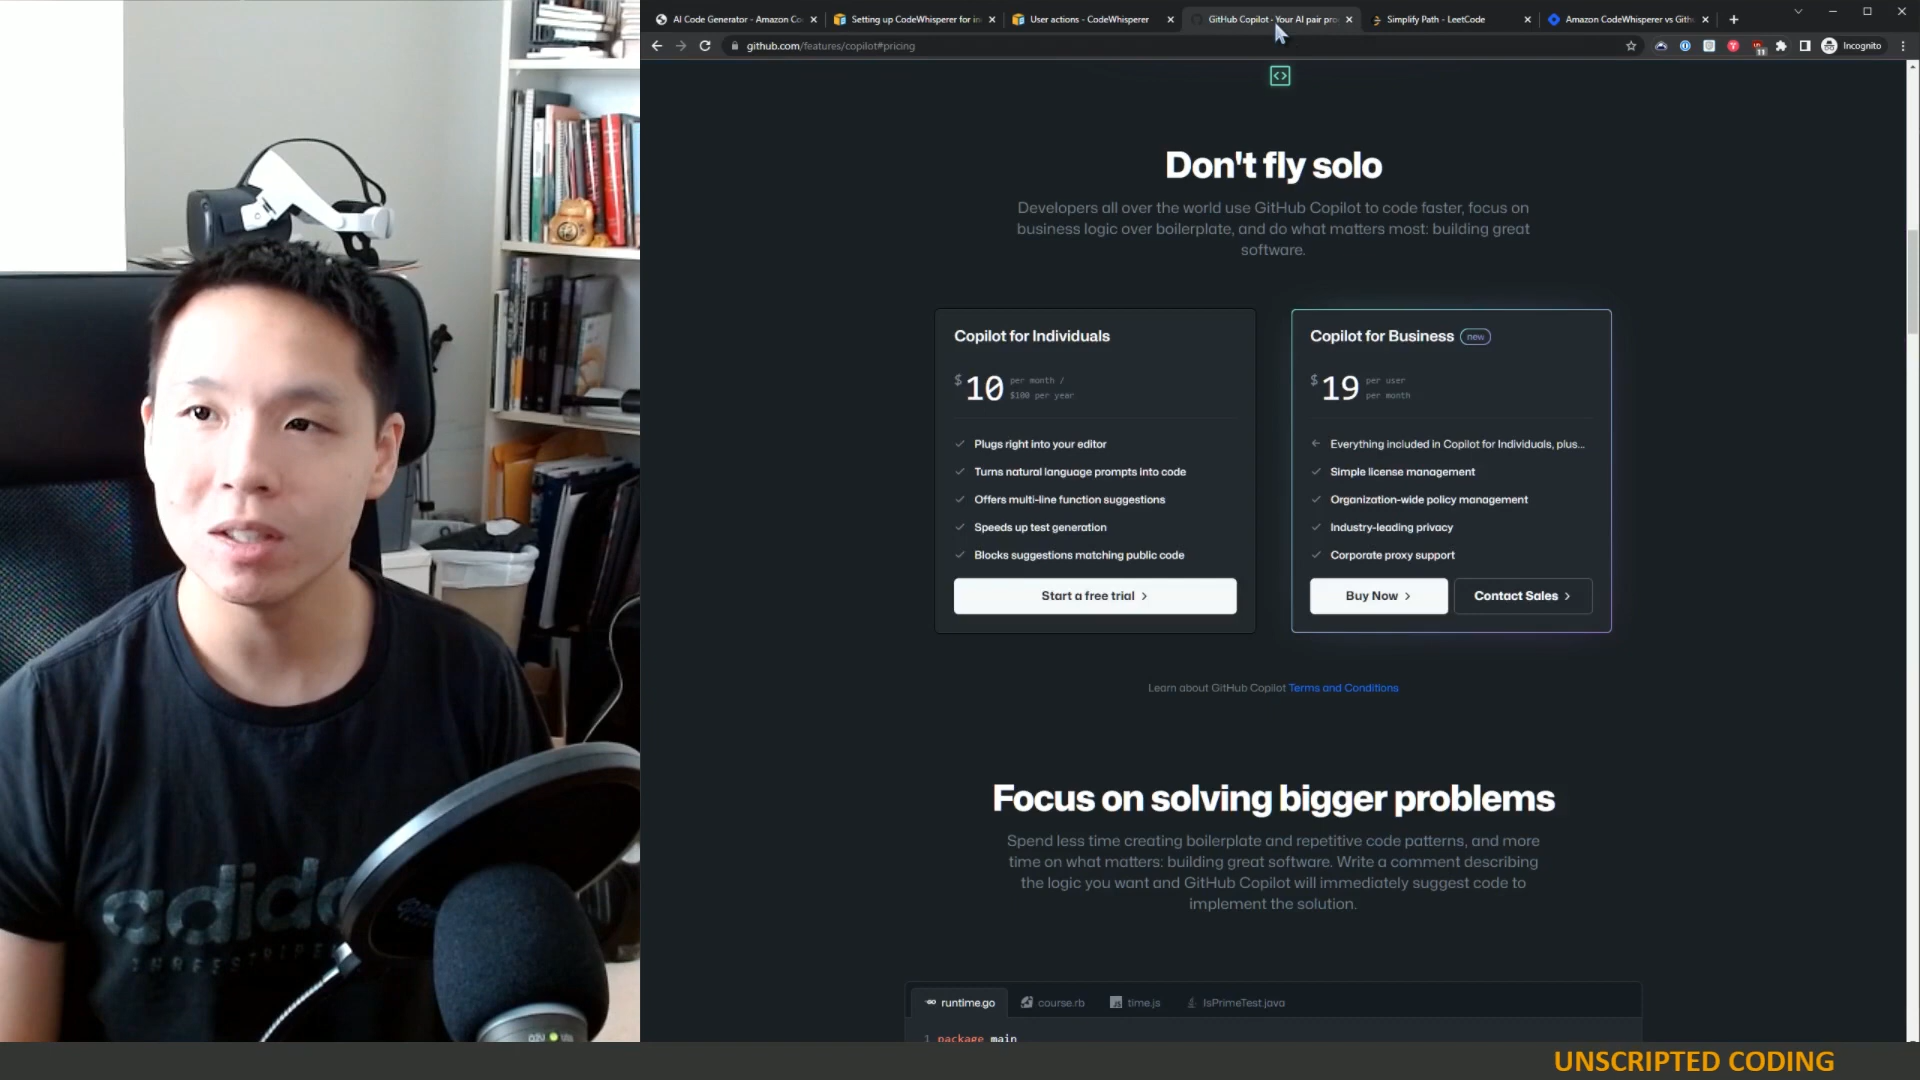 AI Code Generator - Amazon Co
Setting up CodeWhisperer for in
User actions - CodeWhisperer
GitHub Copilot · Your AI pair pro
Simplify Path - LeetCode
Amazon CodeWhisperer vs Gith
github.com/features/copilot#pricing
11
Incognito
Don't fly solo
Developers all over the world use GitHub Copilot to code faster, focus on
business logic over boilerplate, and do what matters most: building great
software.
Copilot for Individuals
$ 10 per month /
$100 per year
Plugs right into your editor
Turns natural language prompts into code
Offers multi-line function suggestions
Speeds up test generation
Blocks suggestions matching public code
Start a free trial
Copilot for Business new
$ 19 per user
per month
Everything included in Copilot for Individuals, plus...
Simple license management
Organization-wide policy management
Industry-leading privacy
Corporate proxy support
Buy Now
Contact Sales
Learn about GitHub Copilot Terms and Conditions
Focus on solving bigger problems
Spend less time creating boilerplate and repetitive code patterns, and more
time on what matters: building great software. Write a comment describing
the logic you want and GitHub Copilot will immediately suggest code to
implement the solution.
runtime.go
course.rb
time.js
IsPrimeTest.java
1 package main
adidas
UNSCRIPTED CODING